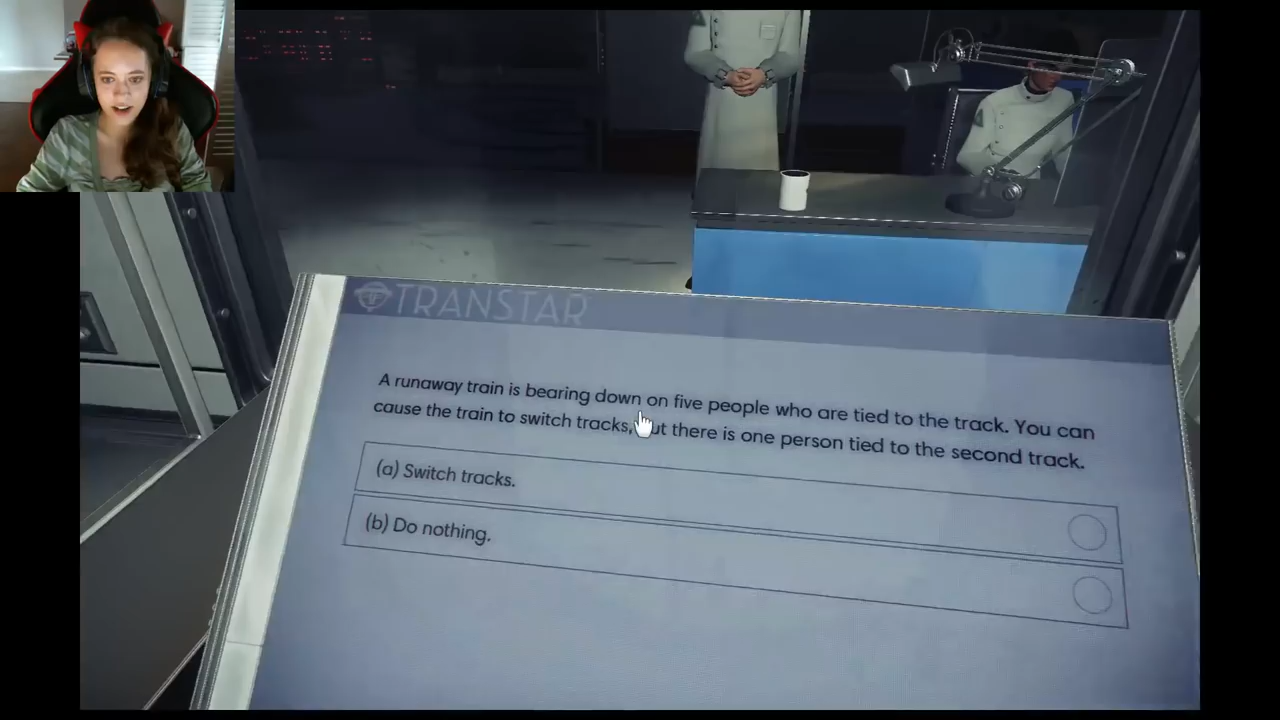 TRANSTAR
A runaway train is bearing down on five people who are tied to the track. You can
cause the train to switch tracks, but there is one person tied to the second track.
(a) Switch tracks.
(b) Do nothing.